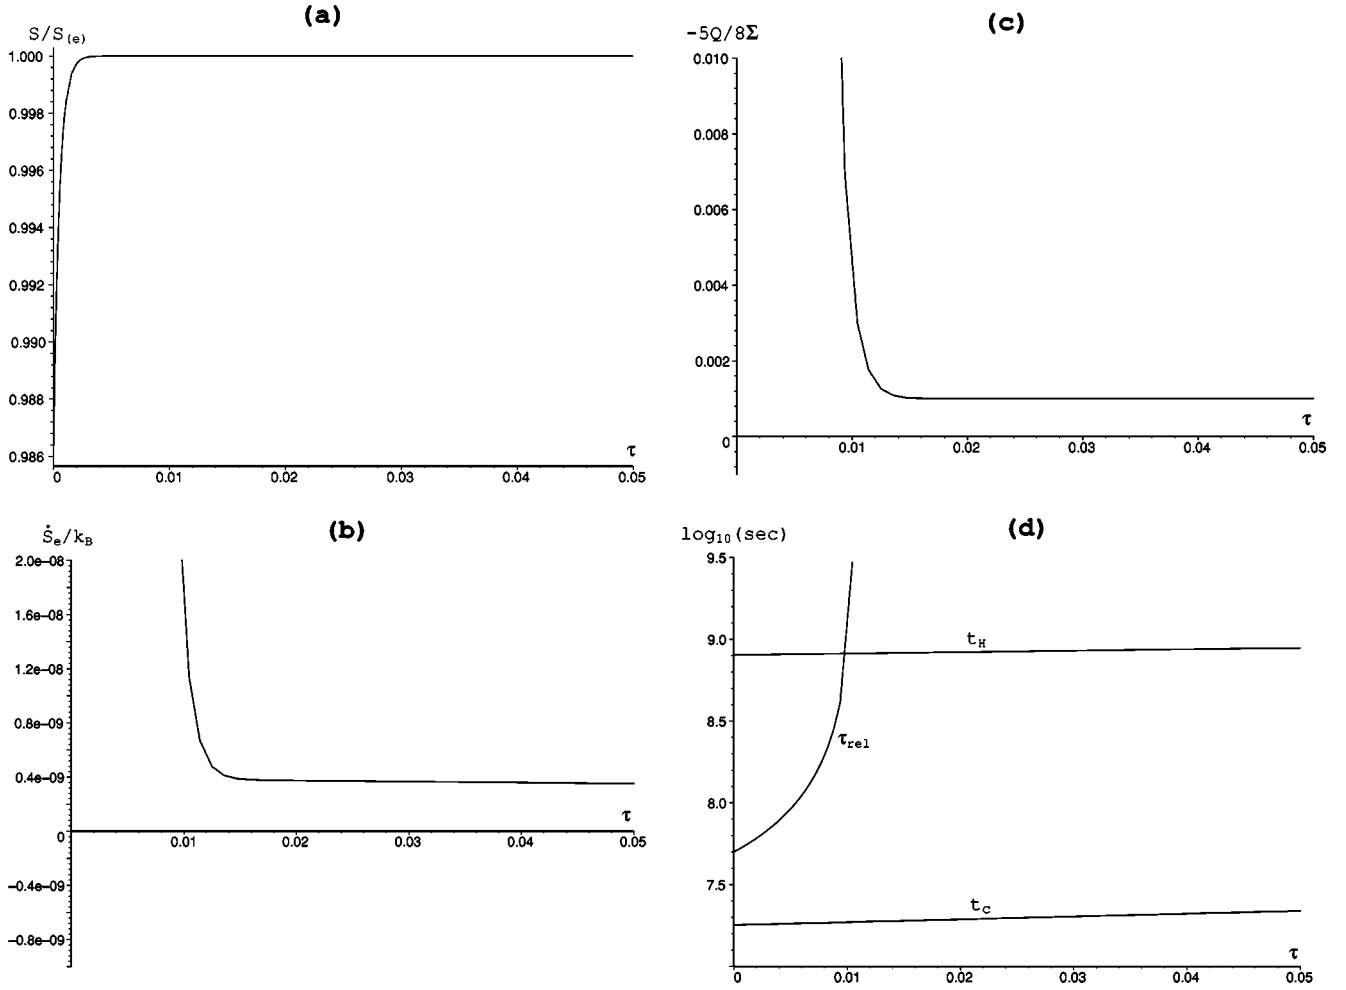 (a)
S/S(e)
1.000
0.998
0.996
0.994
0.992
0.990
0.988
0.986
τ
0 0.01 0.02 0.03 0.04 0.05
(c)
-5Q/8Σ
0.010
0.008
0.006
0.004
0.002
0
τ
0.01 0.02 0.03 0.04 0.05
(b)
Ṡe/kB
2.0e-08
1.6e-08
1.2e-08
0.8e-09
0.4e-09
0
τ
0.01 0.02 0.03 0.04 0.05
-0.4e-09
-0.8e-09
(d)
log10(sec)
9.5
9.0
8.5
8.0
7.5
tH
τrel
tC
τ
0 0.01 0.02 0.03 0.04 0.05